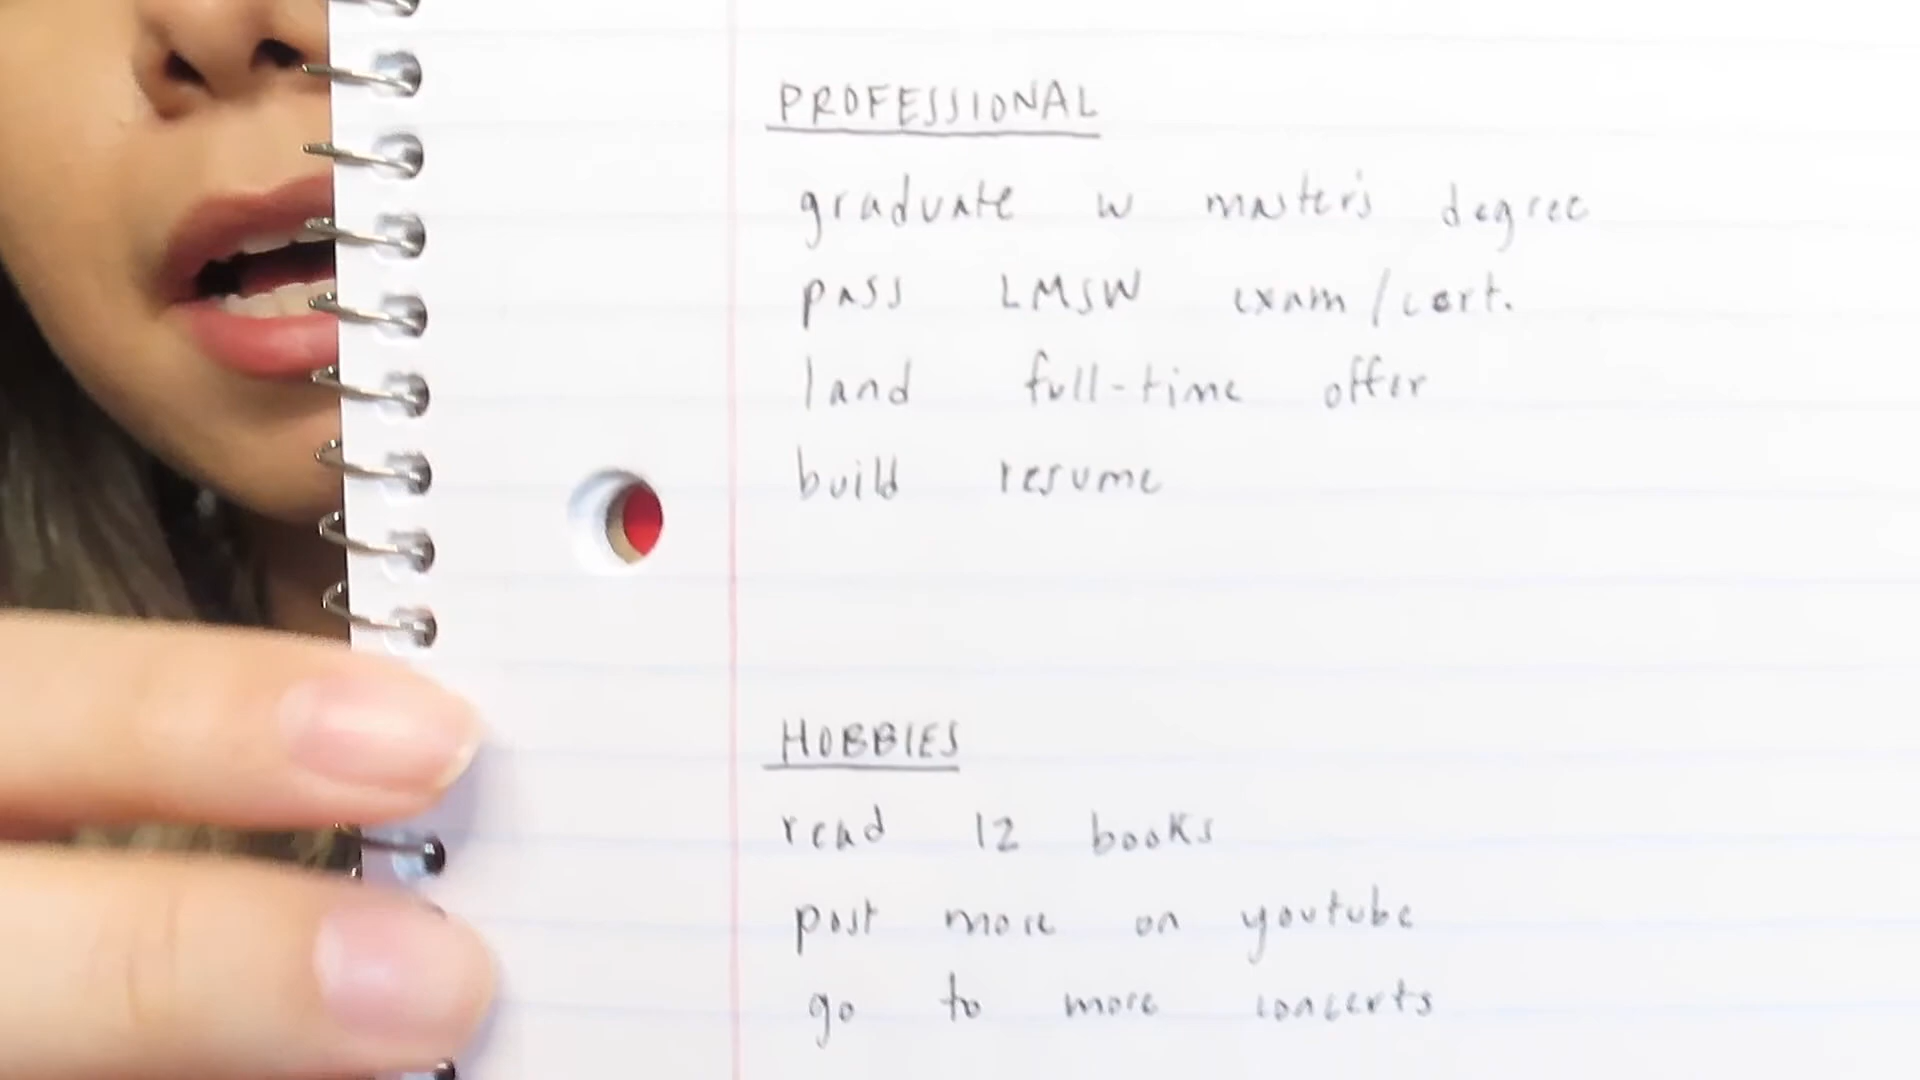 PROFESSIONAL
graduate w master's degree
pass LMSW exam/cert.
land full-time offer
build resume
HOBBIES
read 12 books
post more on youtube
go to more concerts